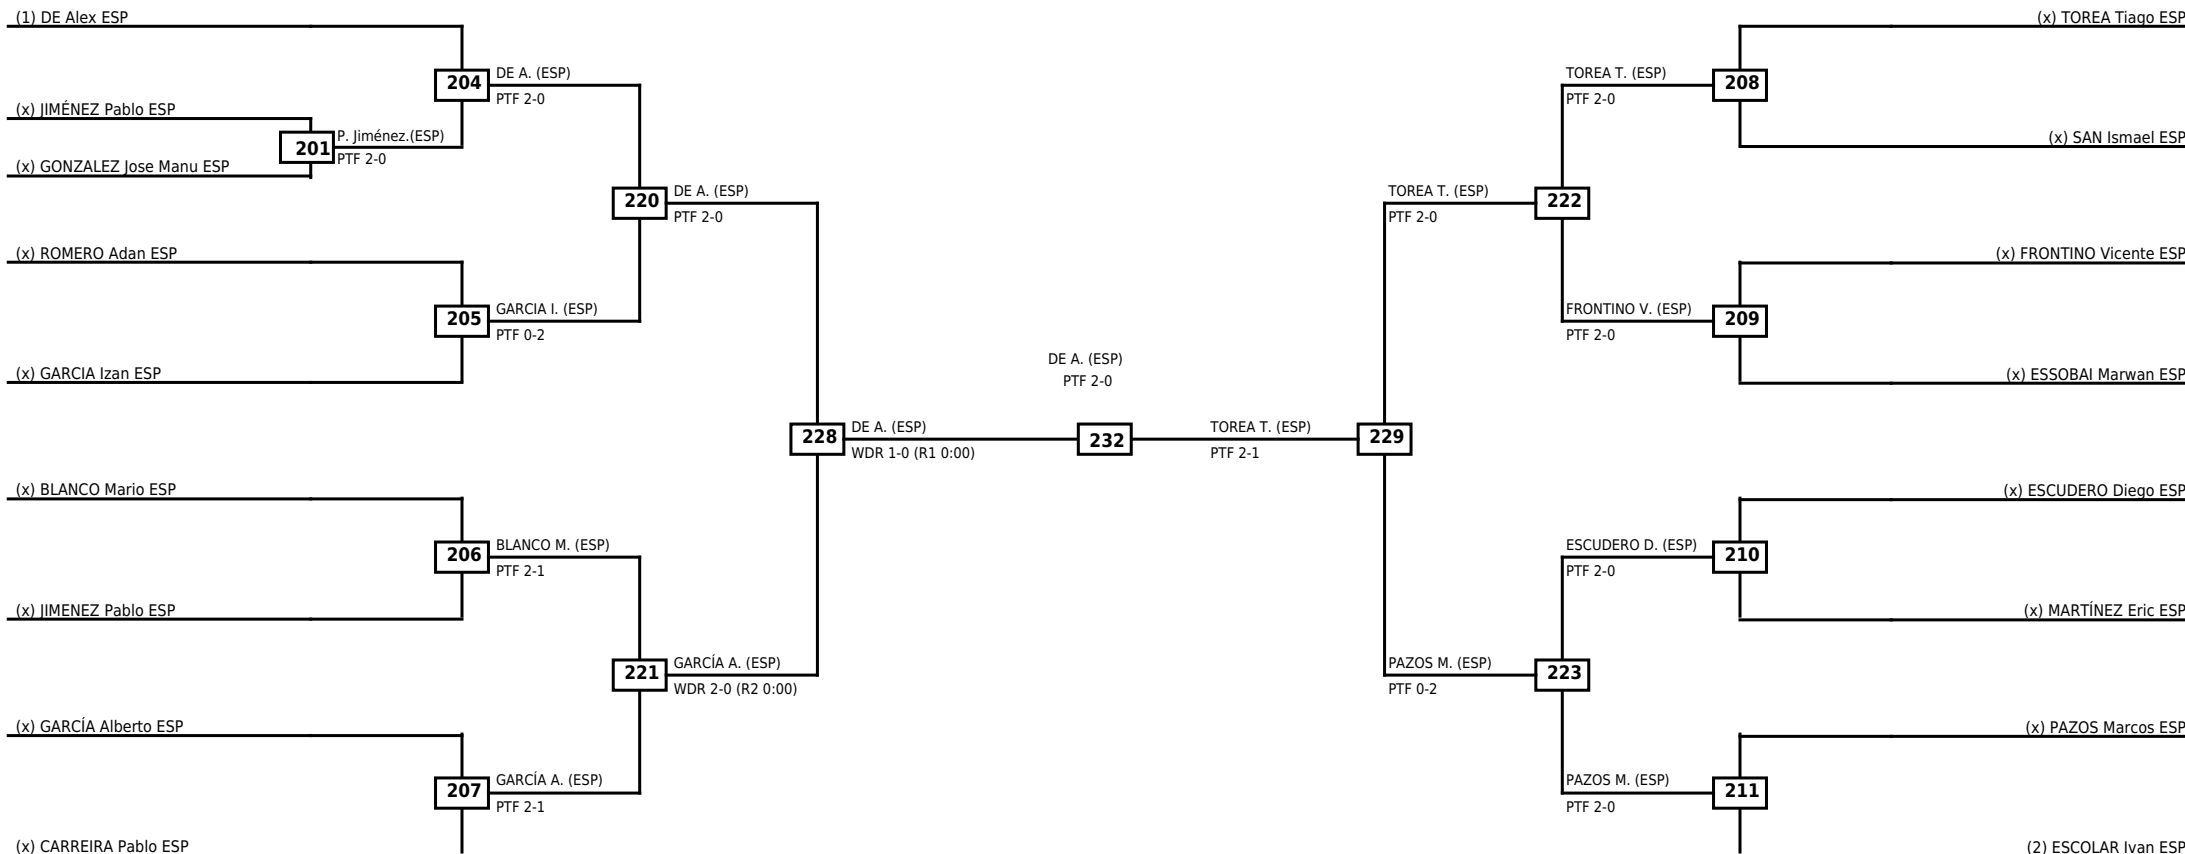 (1) DE Alex ESP
(x) TOREA Tiago ESP
204
DE A. (ESP)
PTF 2-0
TOREA T. (ESP)
PTF 2-0
208
(x) JIMÉNEZ Pablo ESP
201
P. Jiménez.(ESP)
PTF 2-0
(x) SAN Ismael ESP
(x) GONZALEZ Jose Manu ESP
220
DE A. (ESP)
PTF 2-0
TOREA T. (ESP)
PTF 2-0
222
(x) ROMERO Adan ESP
(x) FRONTINO Vicente ESP
205
GARCIA I. (ESP)
PTF 0-2
FRONTINO V. (ESP)
PTF 2-0
209
(x) GARCIA Izan ESP
(x) ESSOBAI Marwan ESP
DE A. (ESP)
PTF 2-0
228
DE A. (ESP)
WDR 1-0 (R1 0:00)
232
TOREA T. (ESP)
PTF 2-1
229
(x) BLANCO Mario ESP
(x) ESCUDERO Diego ESP
206
BLANCO M. (ESP)
PTF 2-1
ESCUDERO D. (ESP)
PTF 2-0
210
(x) JIMENEZ Pablo ESP
(x) MARTÍNEZ Eric ESP
221
GARCÍA A. (ESP)
WDR 2-0 (R2 0:00)
PAZOS M. (ESP)
PTF 0-2
223
(x) GARCÍA Alberto ESP
(x) PAZOS Marcos ESP
207
GARCÍA A. (ESP)
PTF 2-1
PAZOS M. (ESP)
PTF 2-0
211
(x) CARREIRA Pablo ESP
(2) ESCOLAR Ivan ESP